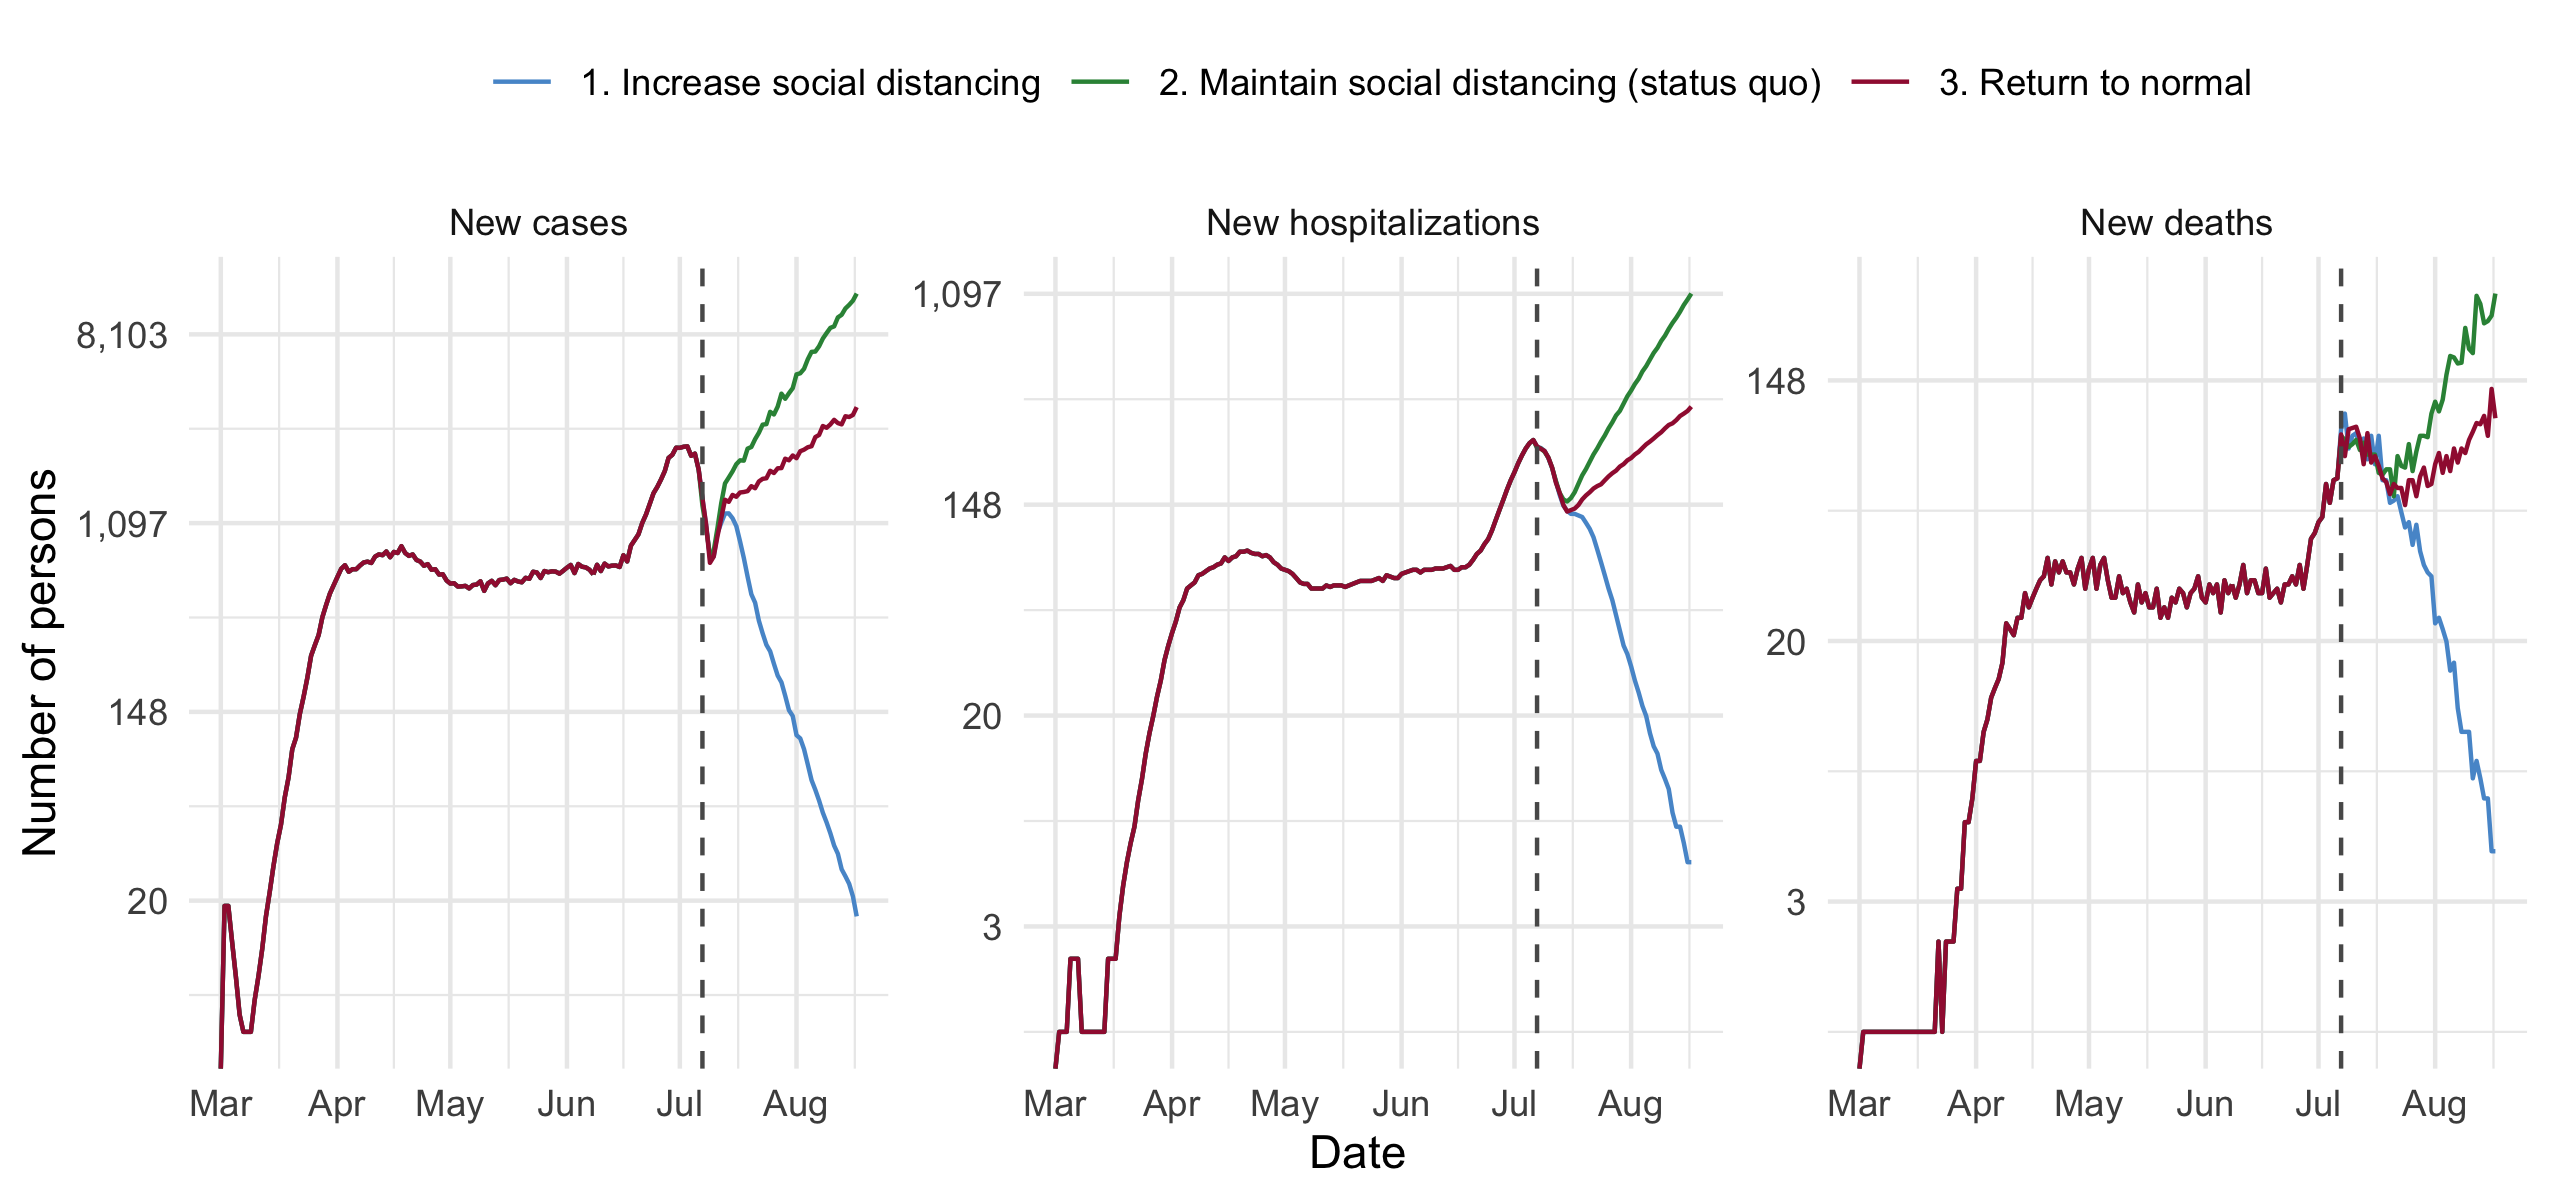 1. Increase social distancing 2. Maintain social distancing (status quo) 3. Return to normal
New cases New hospitalizations New deaths
Number of persons
8,103
1,097
148
20
1,097
148
20
3
148
20
3
Mar Apr May Jun Jul Aug Mar Apr May Jun Jul Aug Mar Apr May Jun Jul Aug
Date